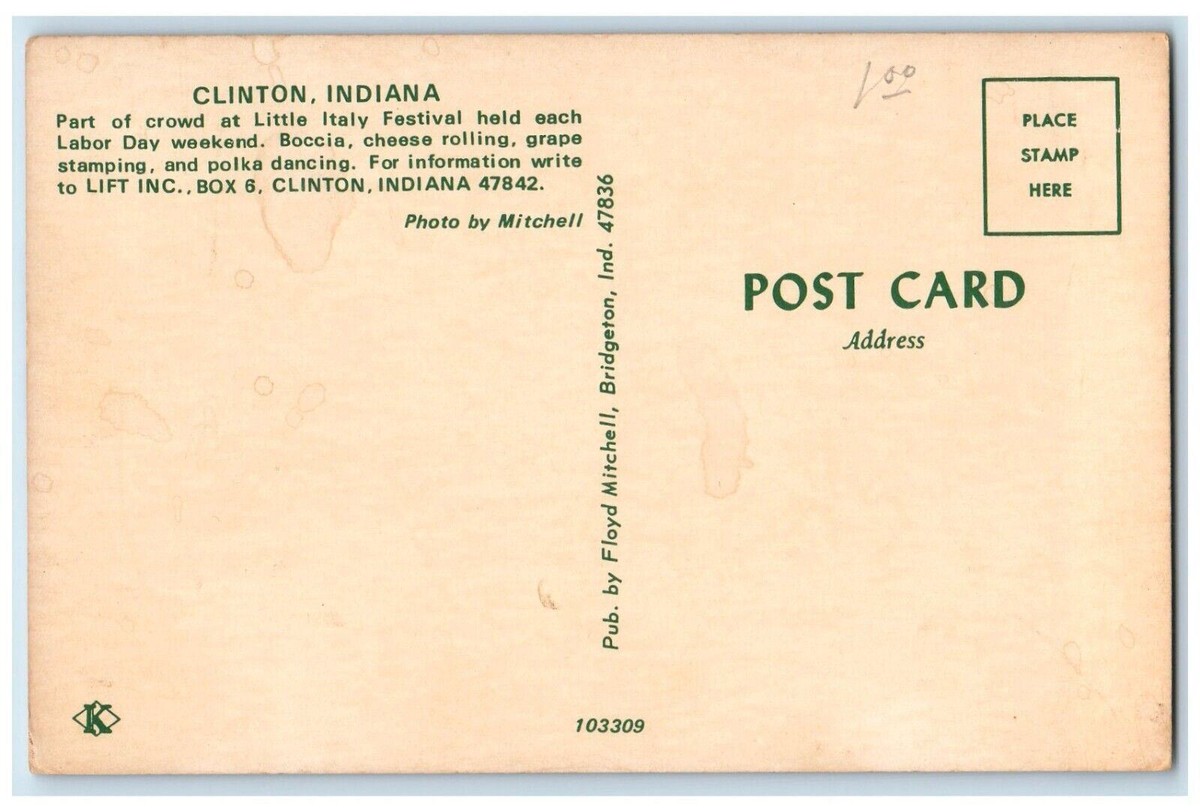 CLINTON, INDIANA
Part of crowd at Little Italy Festival held each
Labor Day weekend. Boccia, cheese rolling, grape
stamping, and polka dancing. For information write
to LIFT INC., BOX 6, CLINTON, INDIANA 47842.
Photo by Mitchell
Pub. by Floyd Mitchell, Bridgeton, Ind. 47836
1.00
PLACE
STAMP
HERE
POST CARD
Address
K
103309